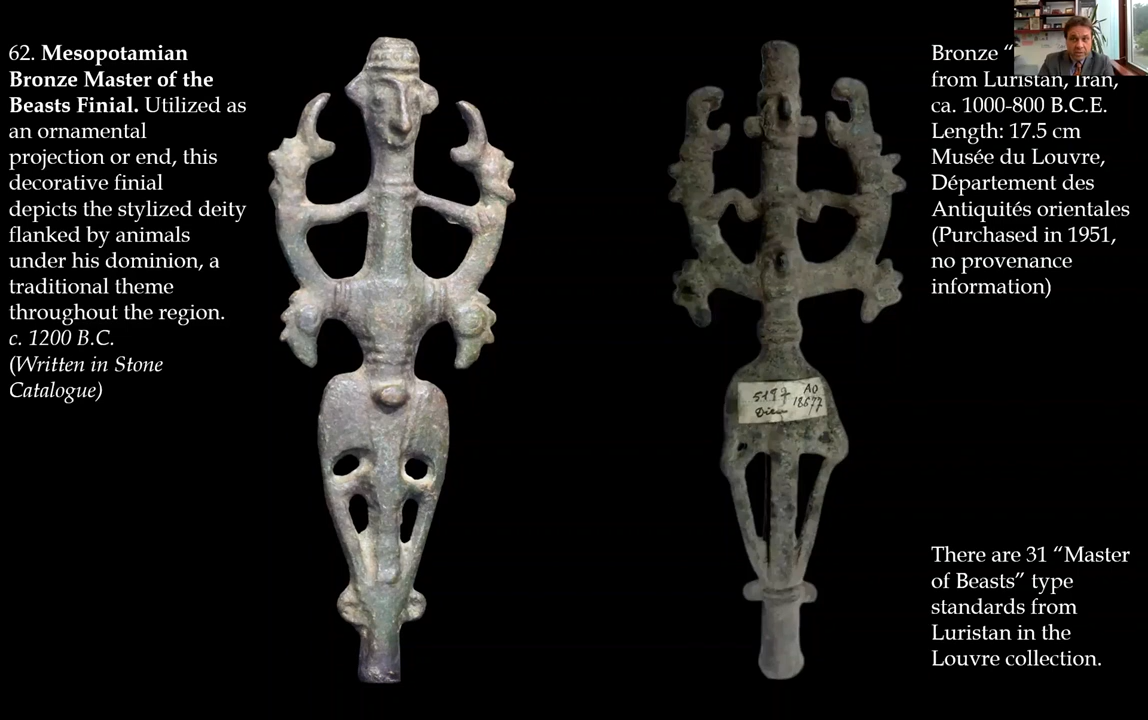 62. Mesopotamian
Bronze Master of the
Beasts Finial. Utilized as
an ornamental
projection or end, this
decorative finial
depicts the stylized deity
flanked by animals
under his dominion, a
traditional theme
throughout the region.
c. 1200 B.C.
(Written in Stone
Catalogue)
5197 AO
18677
Bronze “
from Luristan, Iran,
ca. 1000-800 B.C.E.
Length: 17.5 cm
Musée du Louvre,
Département des
Antiquités orientales
(Purchased in 1951,
no provenance
information)
There are 31 “Master
of Beasts” type
standards from
Luristan in the
Louvre collection.